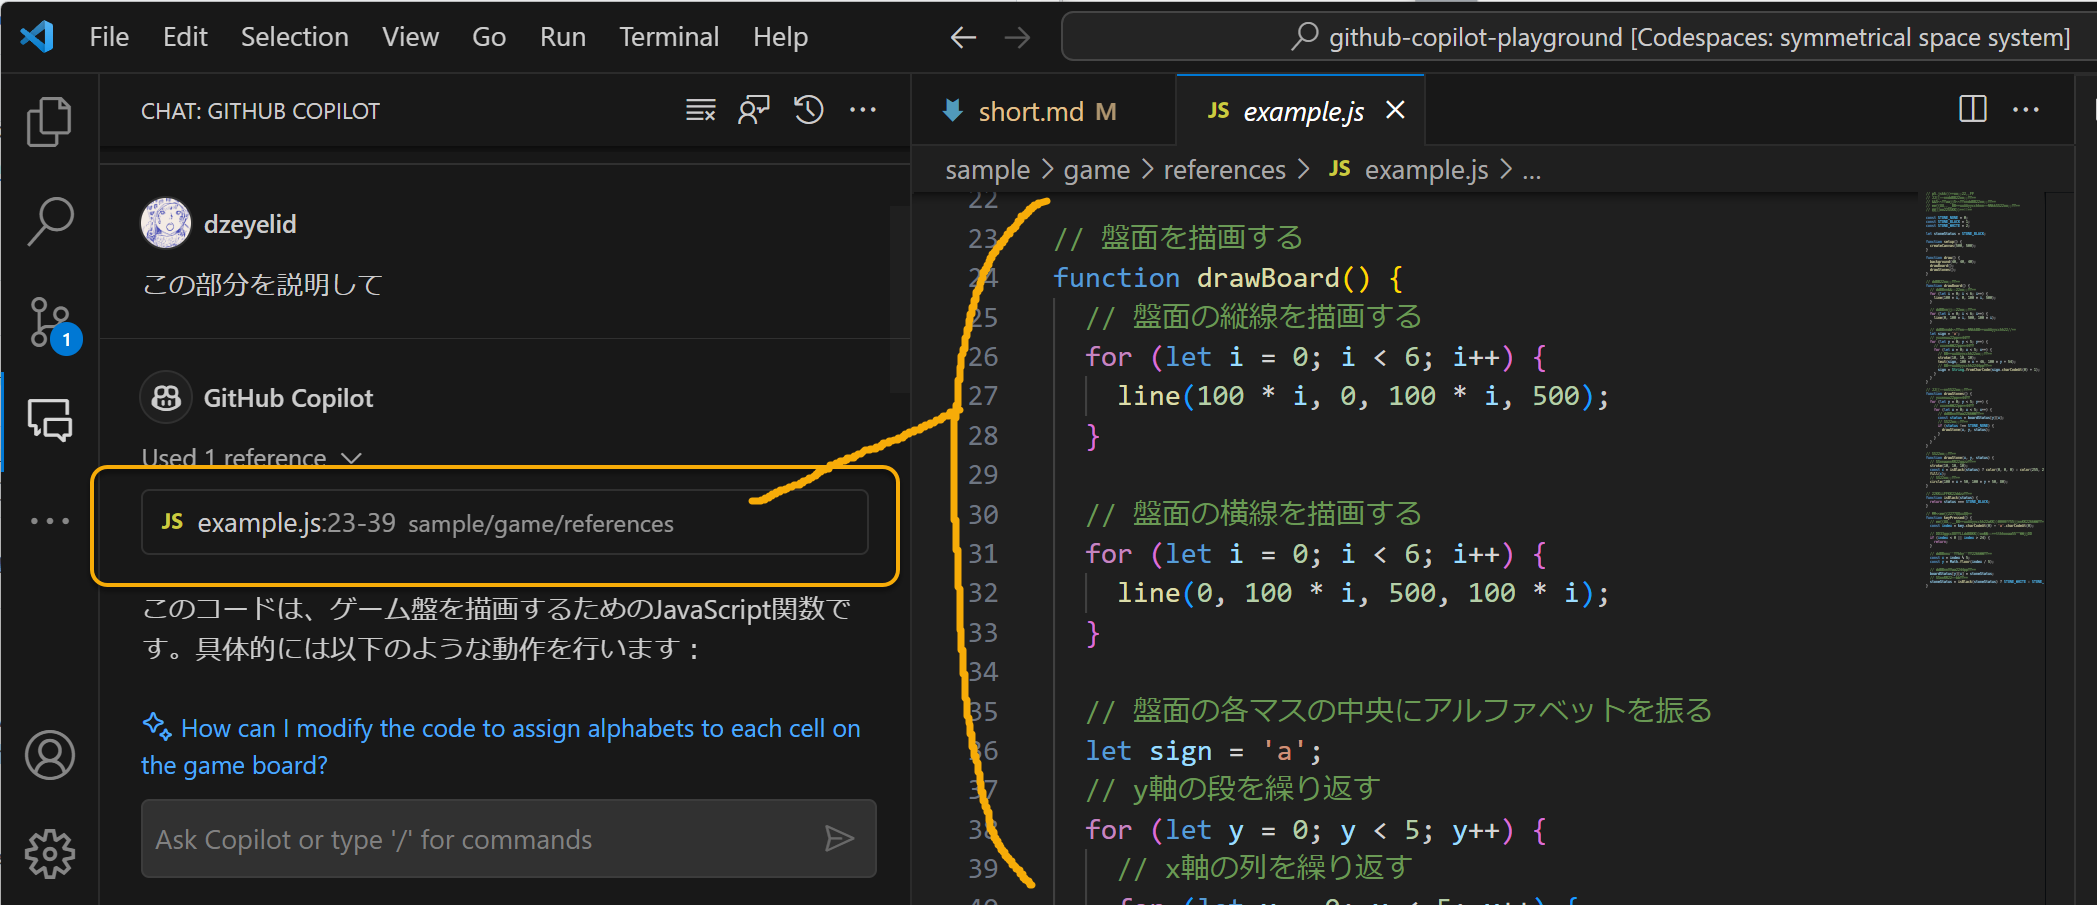 File Edit Selection View Go Run Terminal Help
github-copilot-playground [Codespaces: symmetrical space system]
CHAT: GITHUB COPILOT
dzeyelid
この部分を説明して
1
GitHub Copilot
Used 1 reference
JS example.js:23-39 sample/game/references
このコードは、ゲーム盤を描画するためのJavaScript関数で
す。具体的には以下のような動作を行います：
How can I modify the code to assign alphabets to each cell on
the game board?
Ask Copilot or type '/' for commands
short.md M
JS example.js
sample > game > references > JS example.js > ...
22
23 // 盤面を描画する
24 function drawBoard() {
25 // 盤面の縦線を描画する
26 for (let i = 0; i < 6; i++) {
27 line(100 * i, 0, 100 * i, 500);
28 }
29
30 // 盤面の横線を描画する
31 for (let i = 0; i < 6; i++) {
32 line(0, 100 * i, 500, 100 * i);
33 }
34
35 // 盤面の各マスの中央にアルファベットを振る
36 let sign = 'a';
37 // y軸の段を繰り返す
38 for (let y = 0; y < 5; y++) {
39 // x軸の列を繰り返す
40 for (let x = 0; x < 5; x++) {